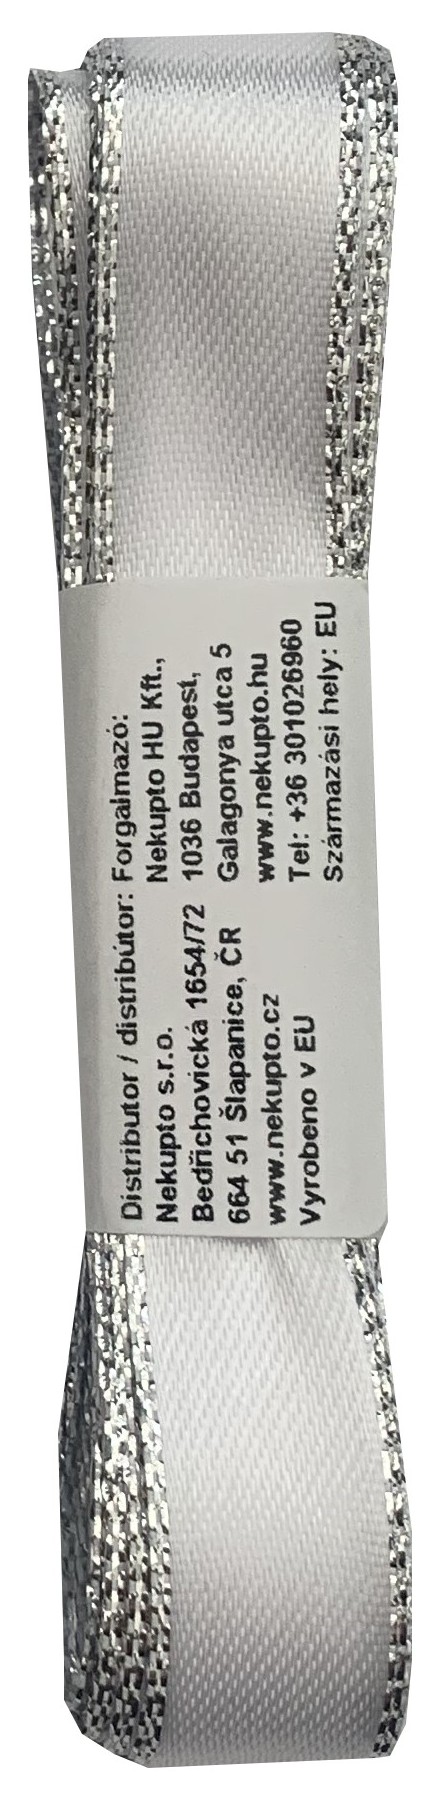 Distributor / distribútor:
Nekupto s.r.o.
Bedřichovická 1654/72
664 51 Šlapanice, ČR
www.nekupto.cz
Vyrobeno v EU
Forgalmazó:
Nekupto HU Kft.,
1036 Budapest,
Galagonya utca 5
www.nekupto.hu
Tel: +36 301026960
Származási hely: EU